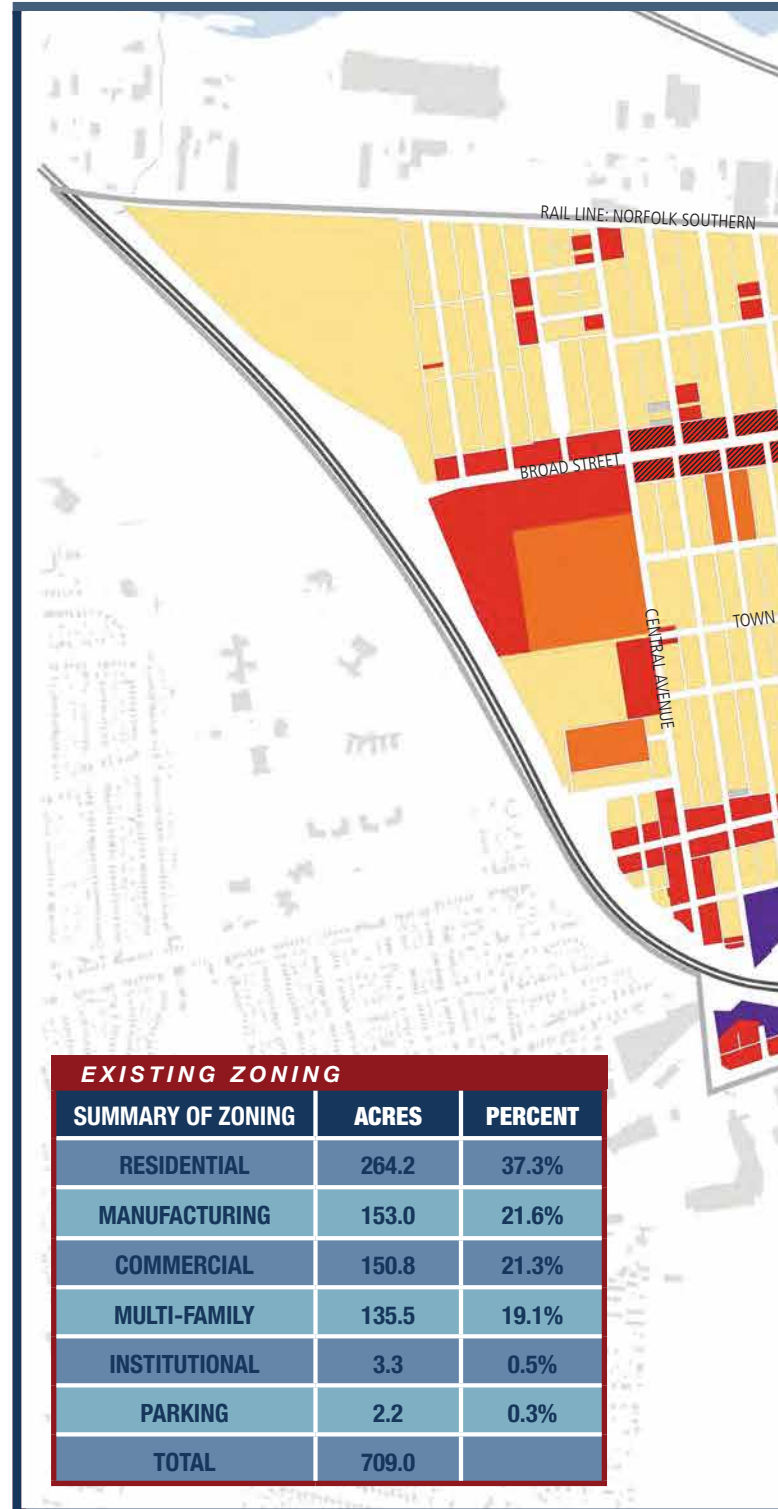 RAIL LINE: NORFOLK SOUTHERN
BROAD STREET
CENTRAL AVENUE
TOWN
EXISTING ZONING
SUMMARY OF ZONING ACRES PERCENT
RESIDENTIAL 264.2 37.3%
MANUFACTURING 153.0 21.6%
COMMERCIAL 150.8 21.3%
MULTI-FAMILY 135.5 19.1%
INSTITUTIONAL 3.3 0.5%
PARKING 2.2 0.3%
TOTAL 709.0